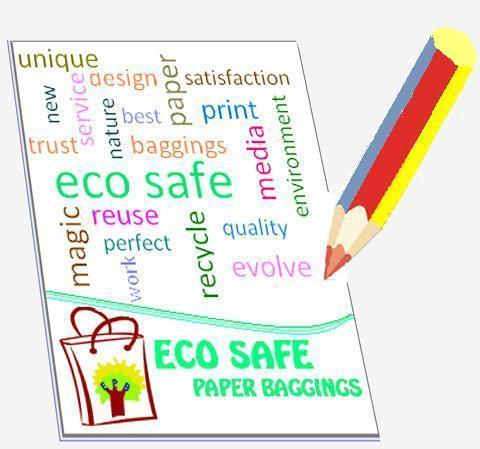 unique
service
design
paper
satisfaction
new
nature
best
print
environment
media
trust
baggings
eco safe
magic
reuse
recycle
quality
perfect
work
evolve
EPB
ECO SAFE
PAPER BAGGINGS